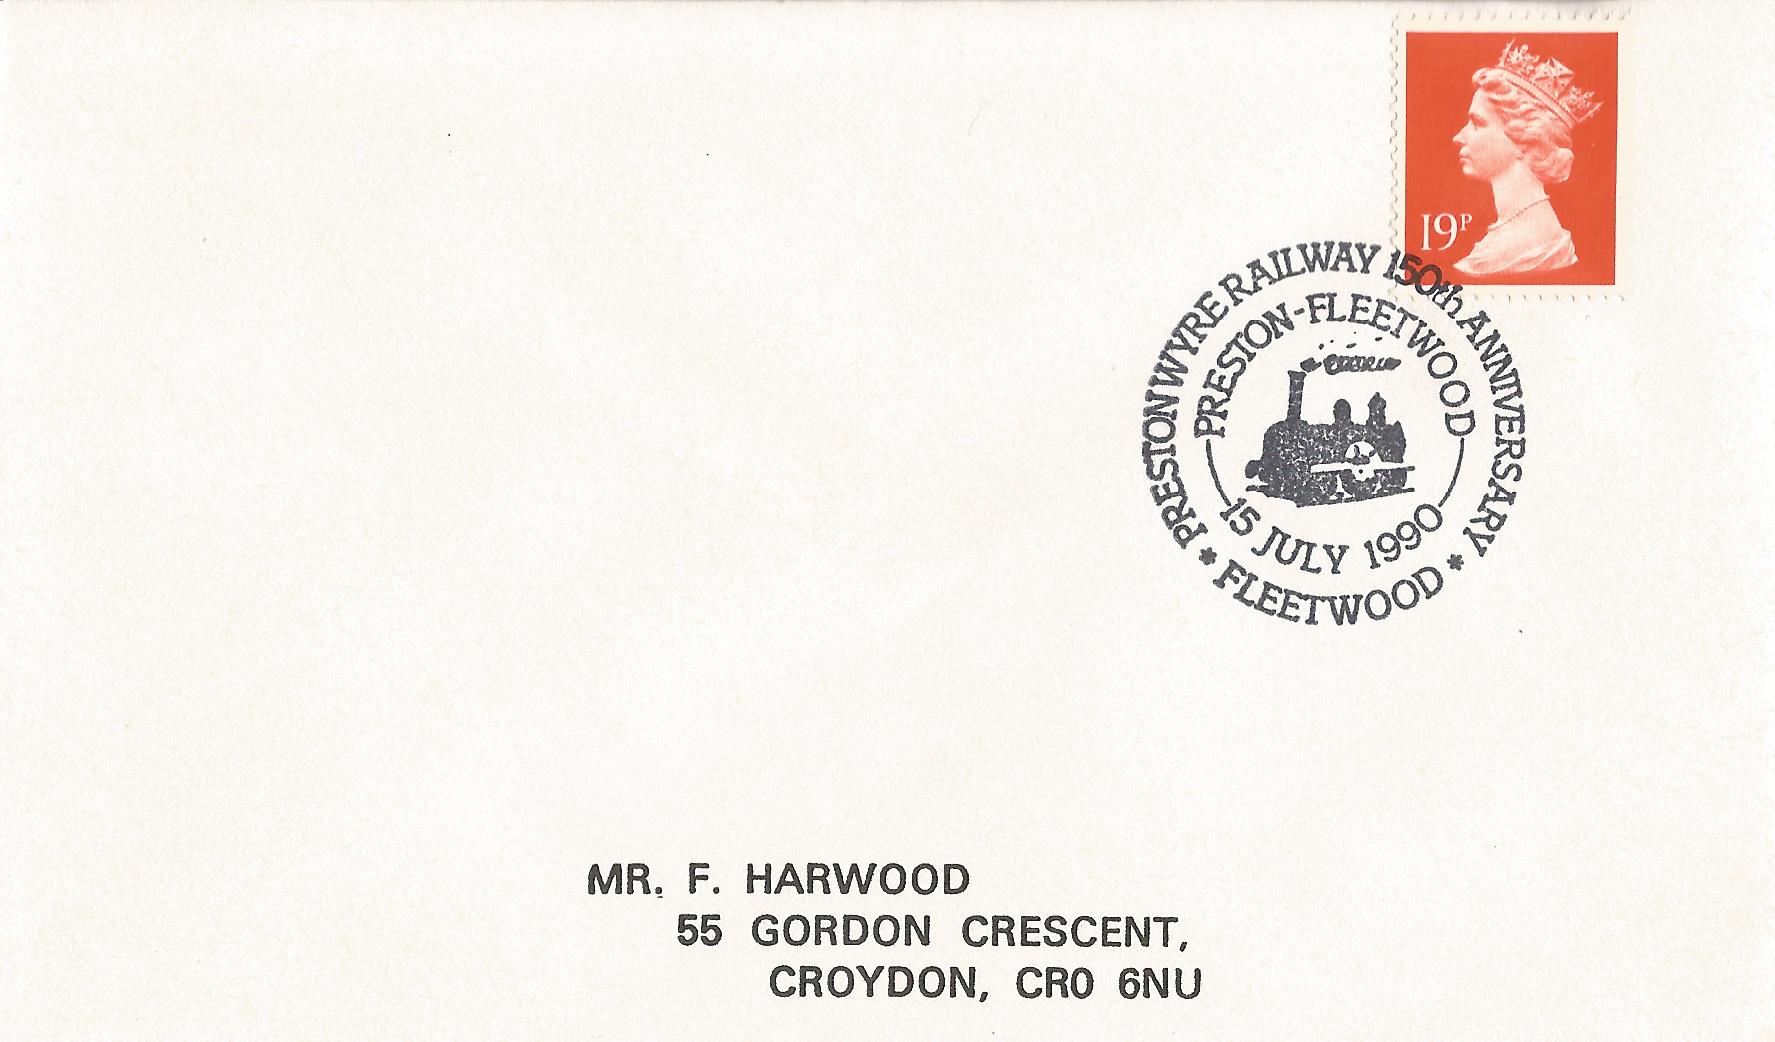 19P
PRESTON WYRE RAILWAY 150th ANNIVERSARY
PRESTON-FLEETWOOD
15 JULY 1990
* FLEETWOOD *
MR. F. HARWOOD
55 GORDON CRESCENT,
CROYDON, CR0 6NU